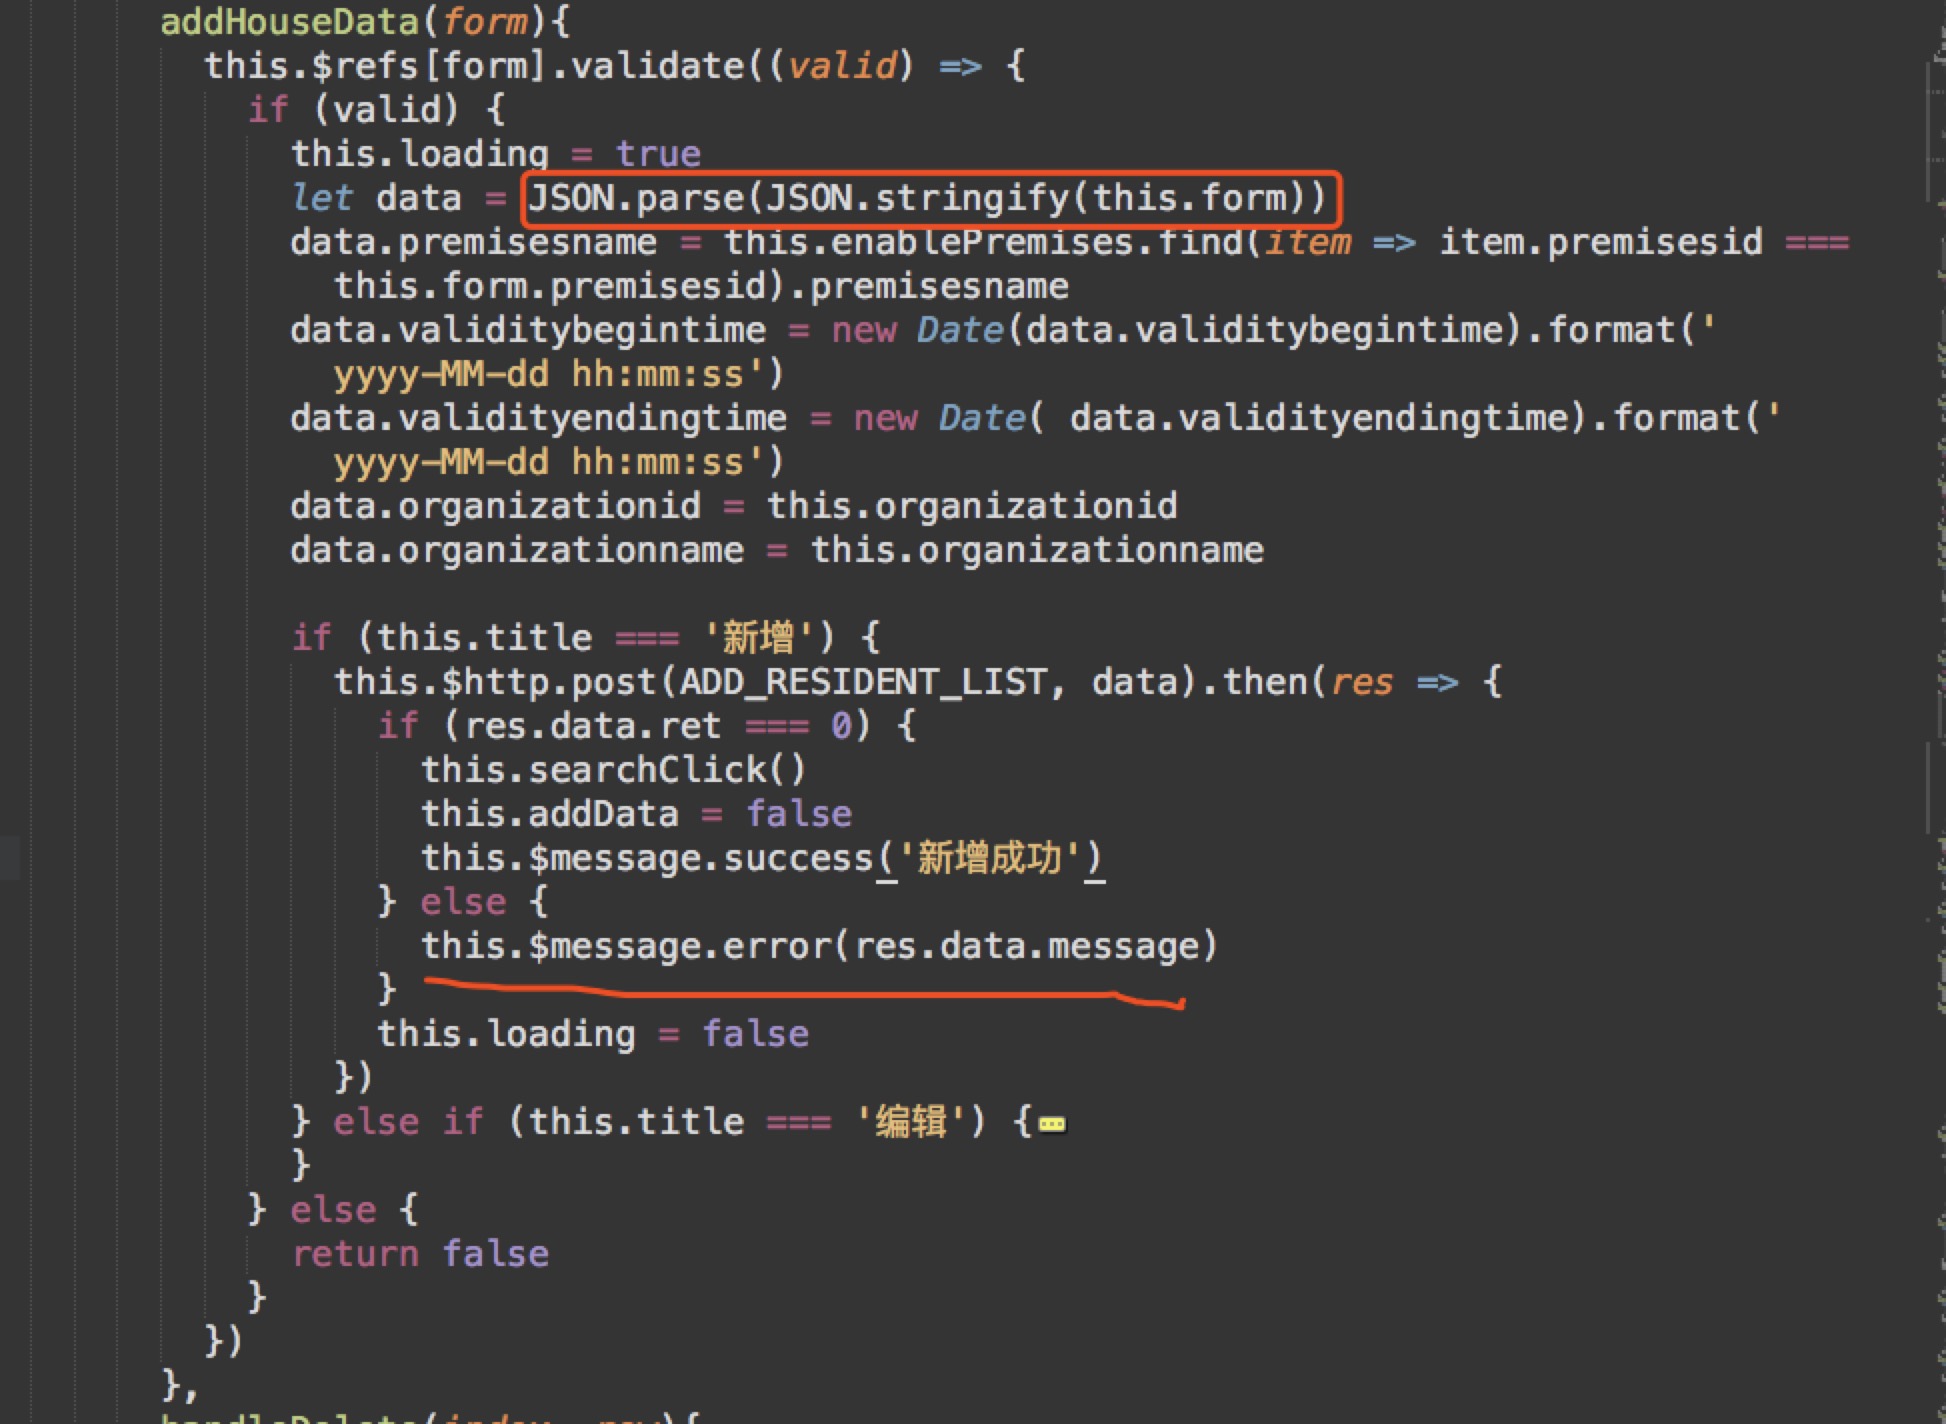 addHouseData(form){
this.$refs[form].validate((valid) => {
if (valid) {
this.loading = true
let data = JSON.parse(JSON.stringify(this.form))
data.premisesname = this.enablePremises.find(item => item.premisesid ===
this.form.premisesid).premisesname
data.validitybegintime = new Date(data.validitybegintime).format('
yyyy-MM-dd hh:mm:ss')
data.validityendingtime = new Date( data.validityendingtime).format('
yyyy-MM-dd hh:mm:ss')
data.organizationid = this.organizationid
data.organizationname = this.organizationname
if (this.title === '新增') {
this.$http.post(ADD_RESIDENT_LIST, data).then(res => {
if (res.data.ret === 0) {
this.searchClick()
this.addData = false
this.$message.success('新增成功')
} else {
this.$message.error(res.data.message)
}
this.loading = false
})
} else if (this.title === '编辑') {
}
} else {
return false
}
})
},
handleDelete(index, row){